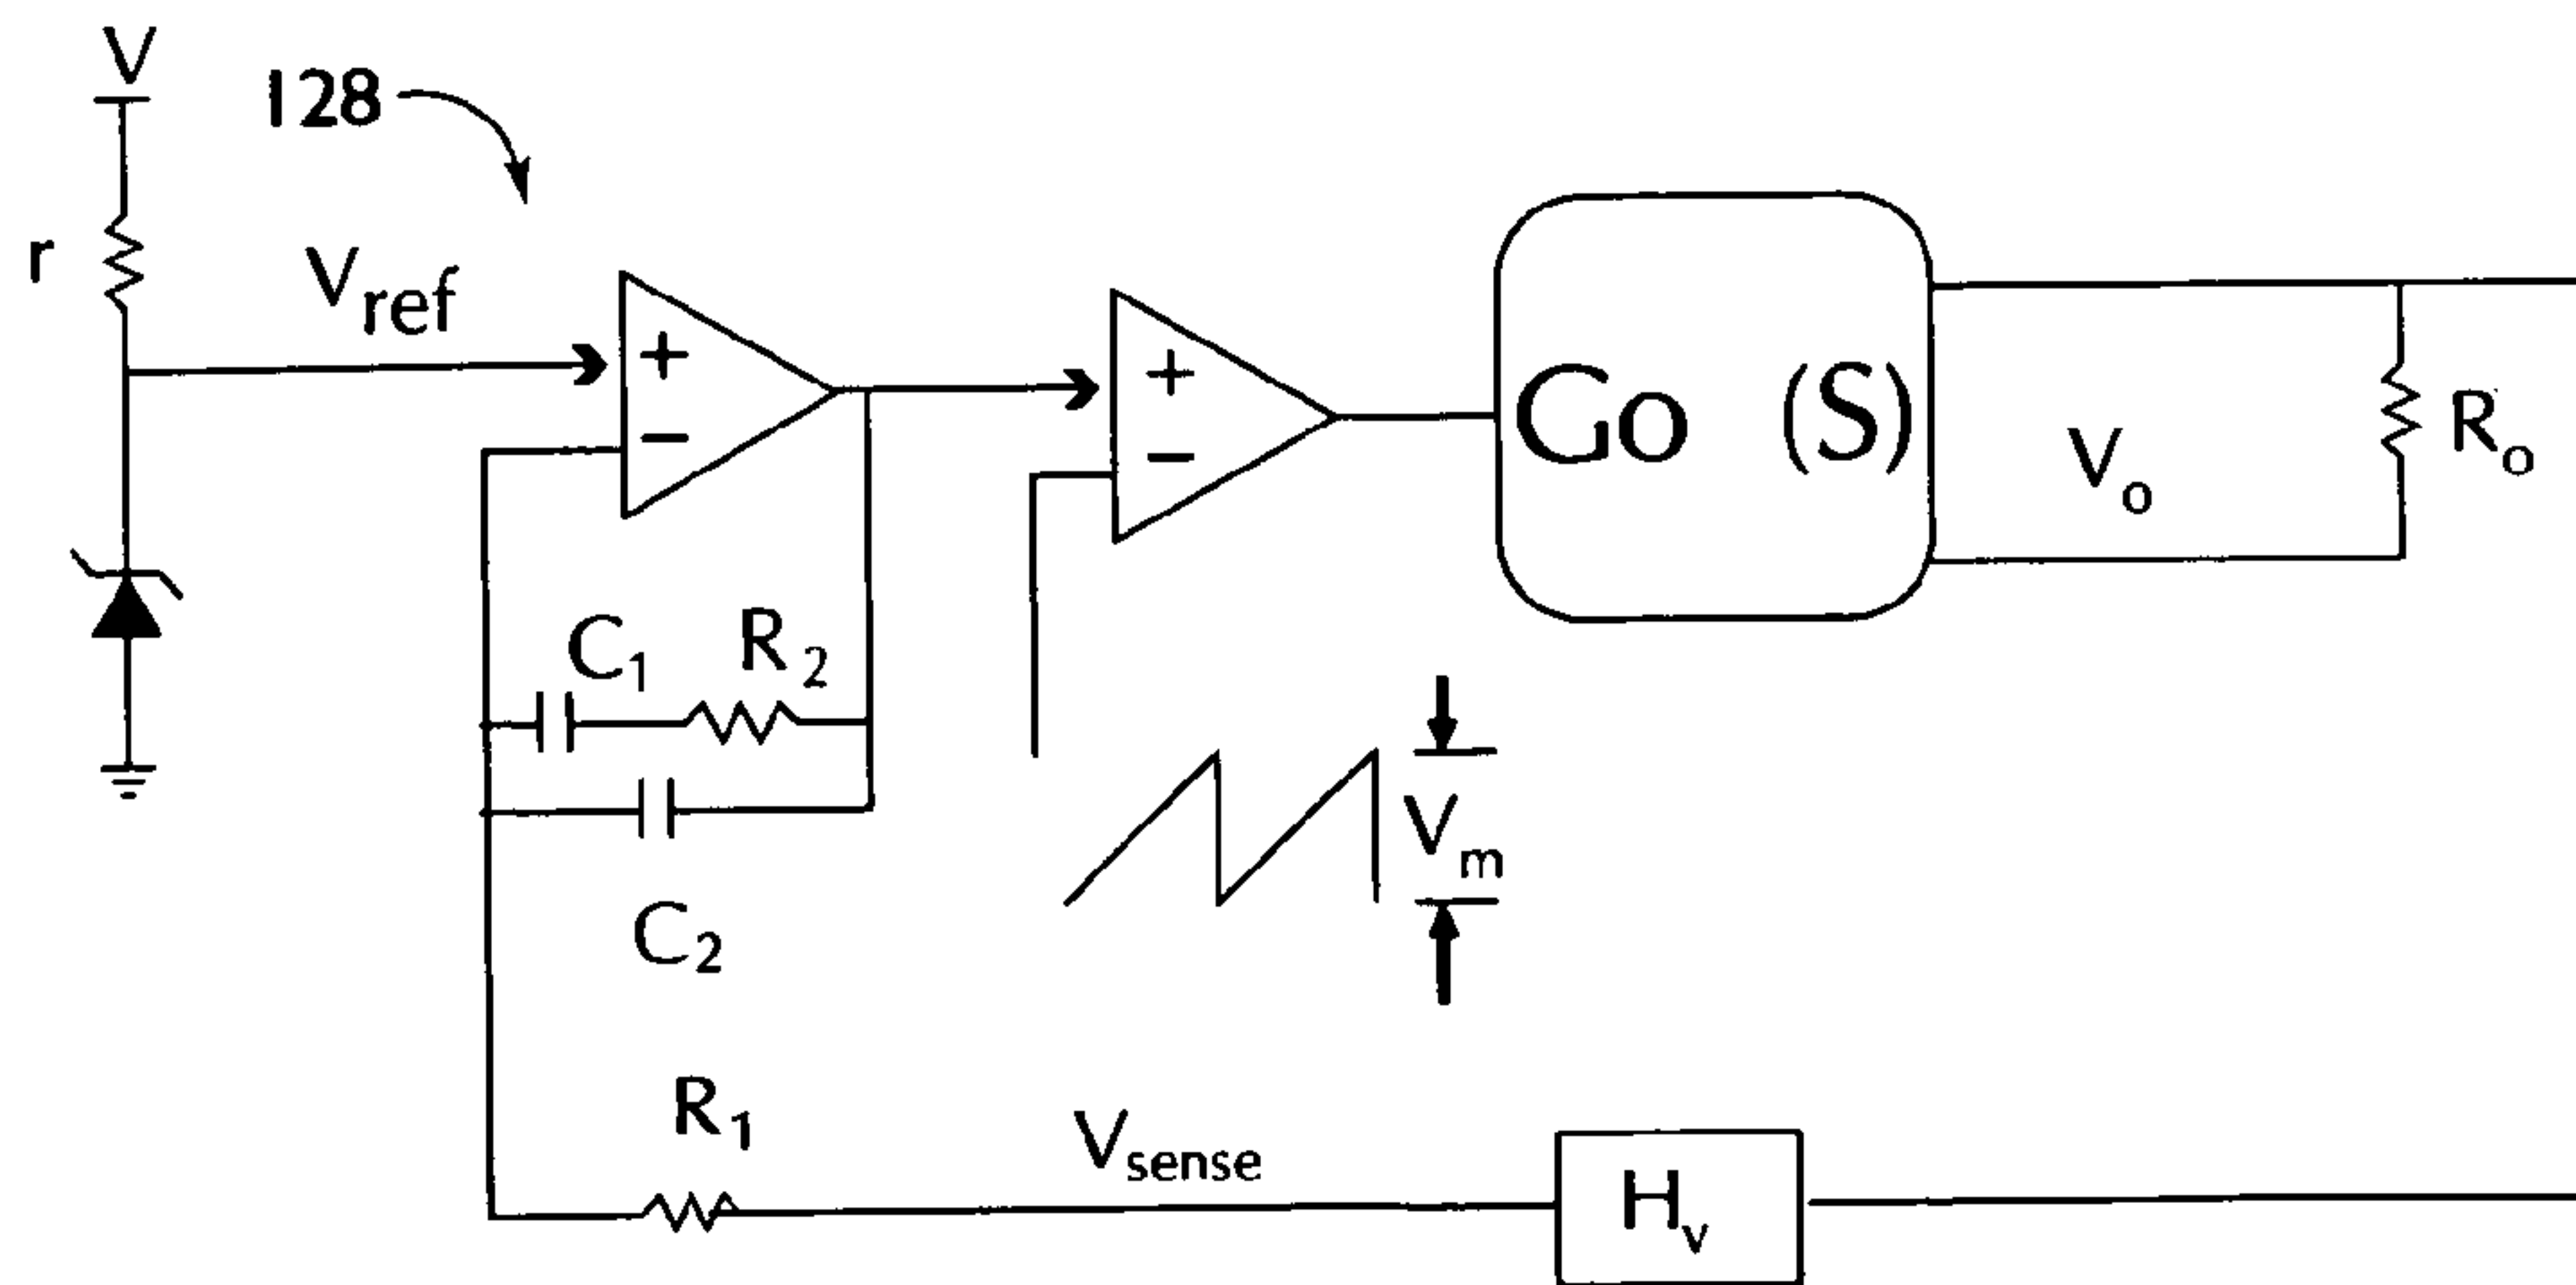 V
128
r
Vref
+
−
+
−
Go (S)
Vo
Ro
C1
R2
C2
Vm
R1
Vsense
Hv